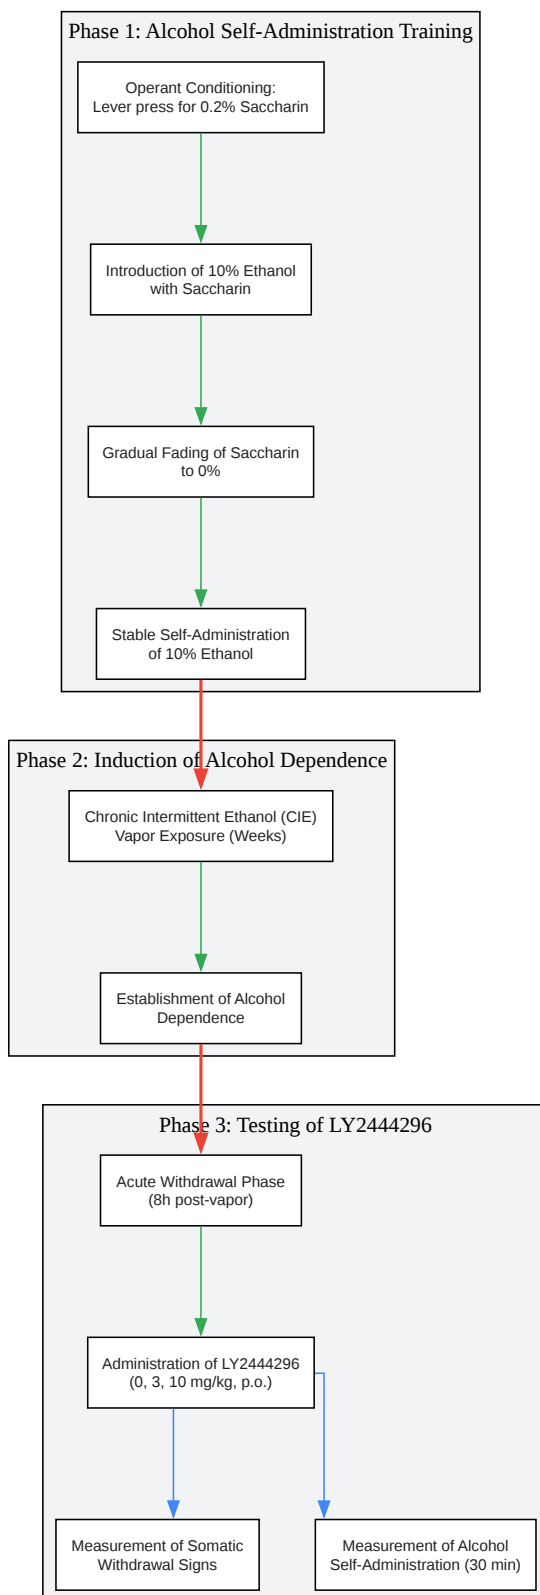 Phase 1: Alcohol Self-Administration Training
Operant Conditioning:
Lever press for 0.2% Saccharin
Introduction of 10% Ethanol
with Saccharin
Gradual Fading of Saccharin
to 0%
Stable Self-Administration
of 10% Ethanol
Phase 2: Induction of Alcohol Dependence
Chronic Intermittent Ethanol (CIE)
Vapor Exposure (Weeks)
Establishment of Alcohol
Dependence
Phase 3: Testing of LY2444296
Acute Withdrawal Phase
(8h post-vapor)
Administration of LY2444296
(0, 3, 10 mg/kg, p.o.)
Measurement of Somatic
Withdrawal Signs
Measurement of Alcohol
Self-Administration (30 min)